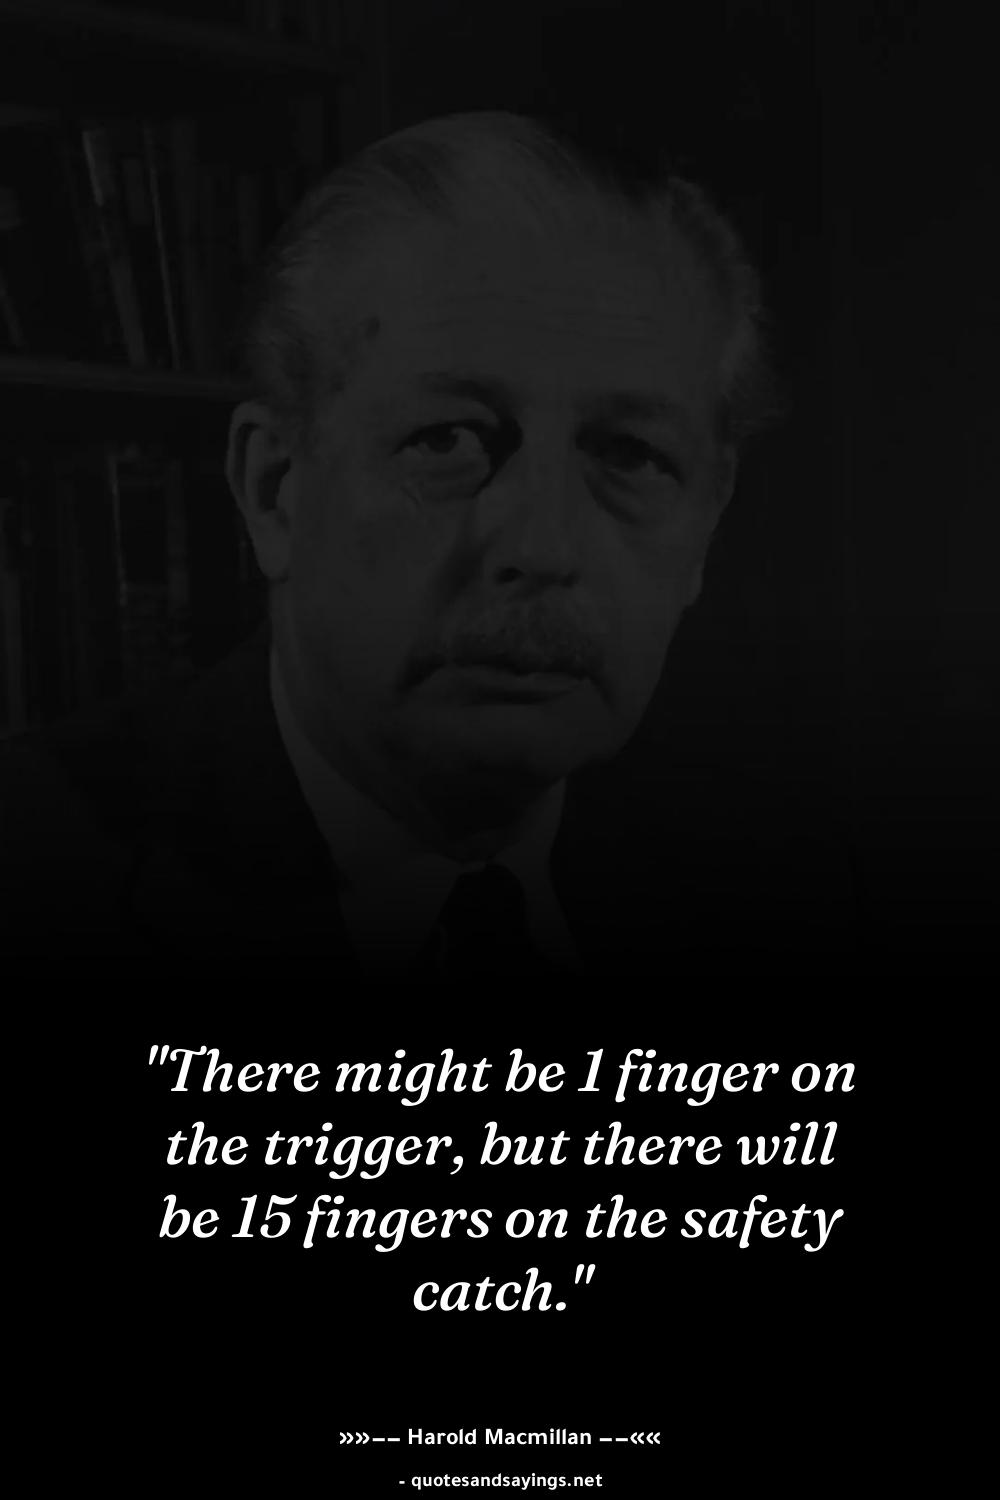 "There might be 1 finger on
the trigger, but there will
be 15 fingers on the safety
catch."
»»−− Harold Macmillan −−««
- quotesandsayings.net